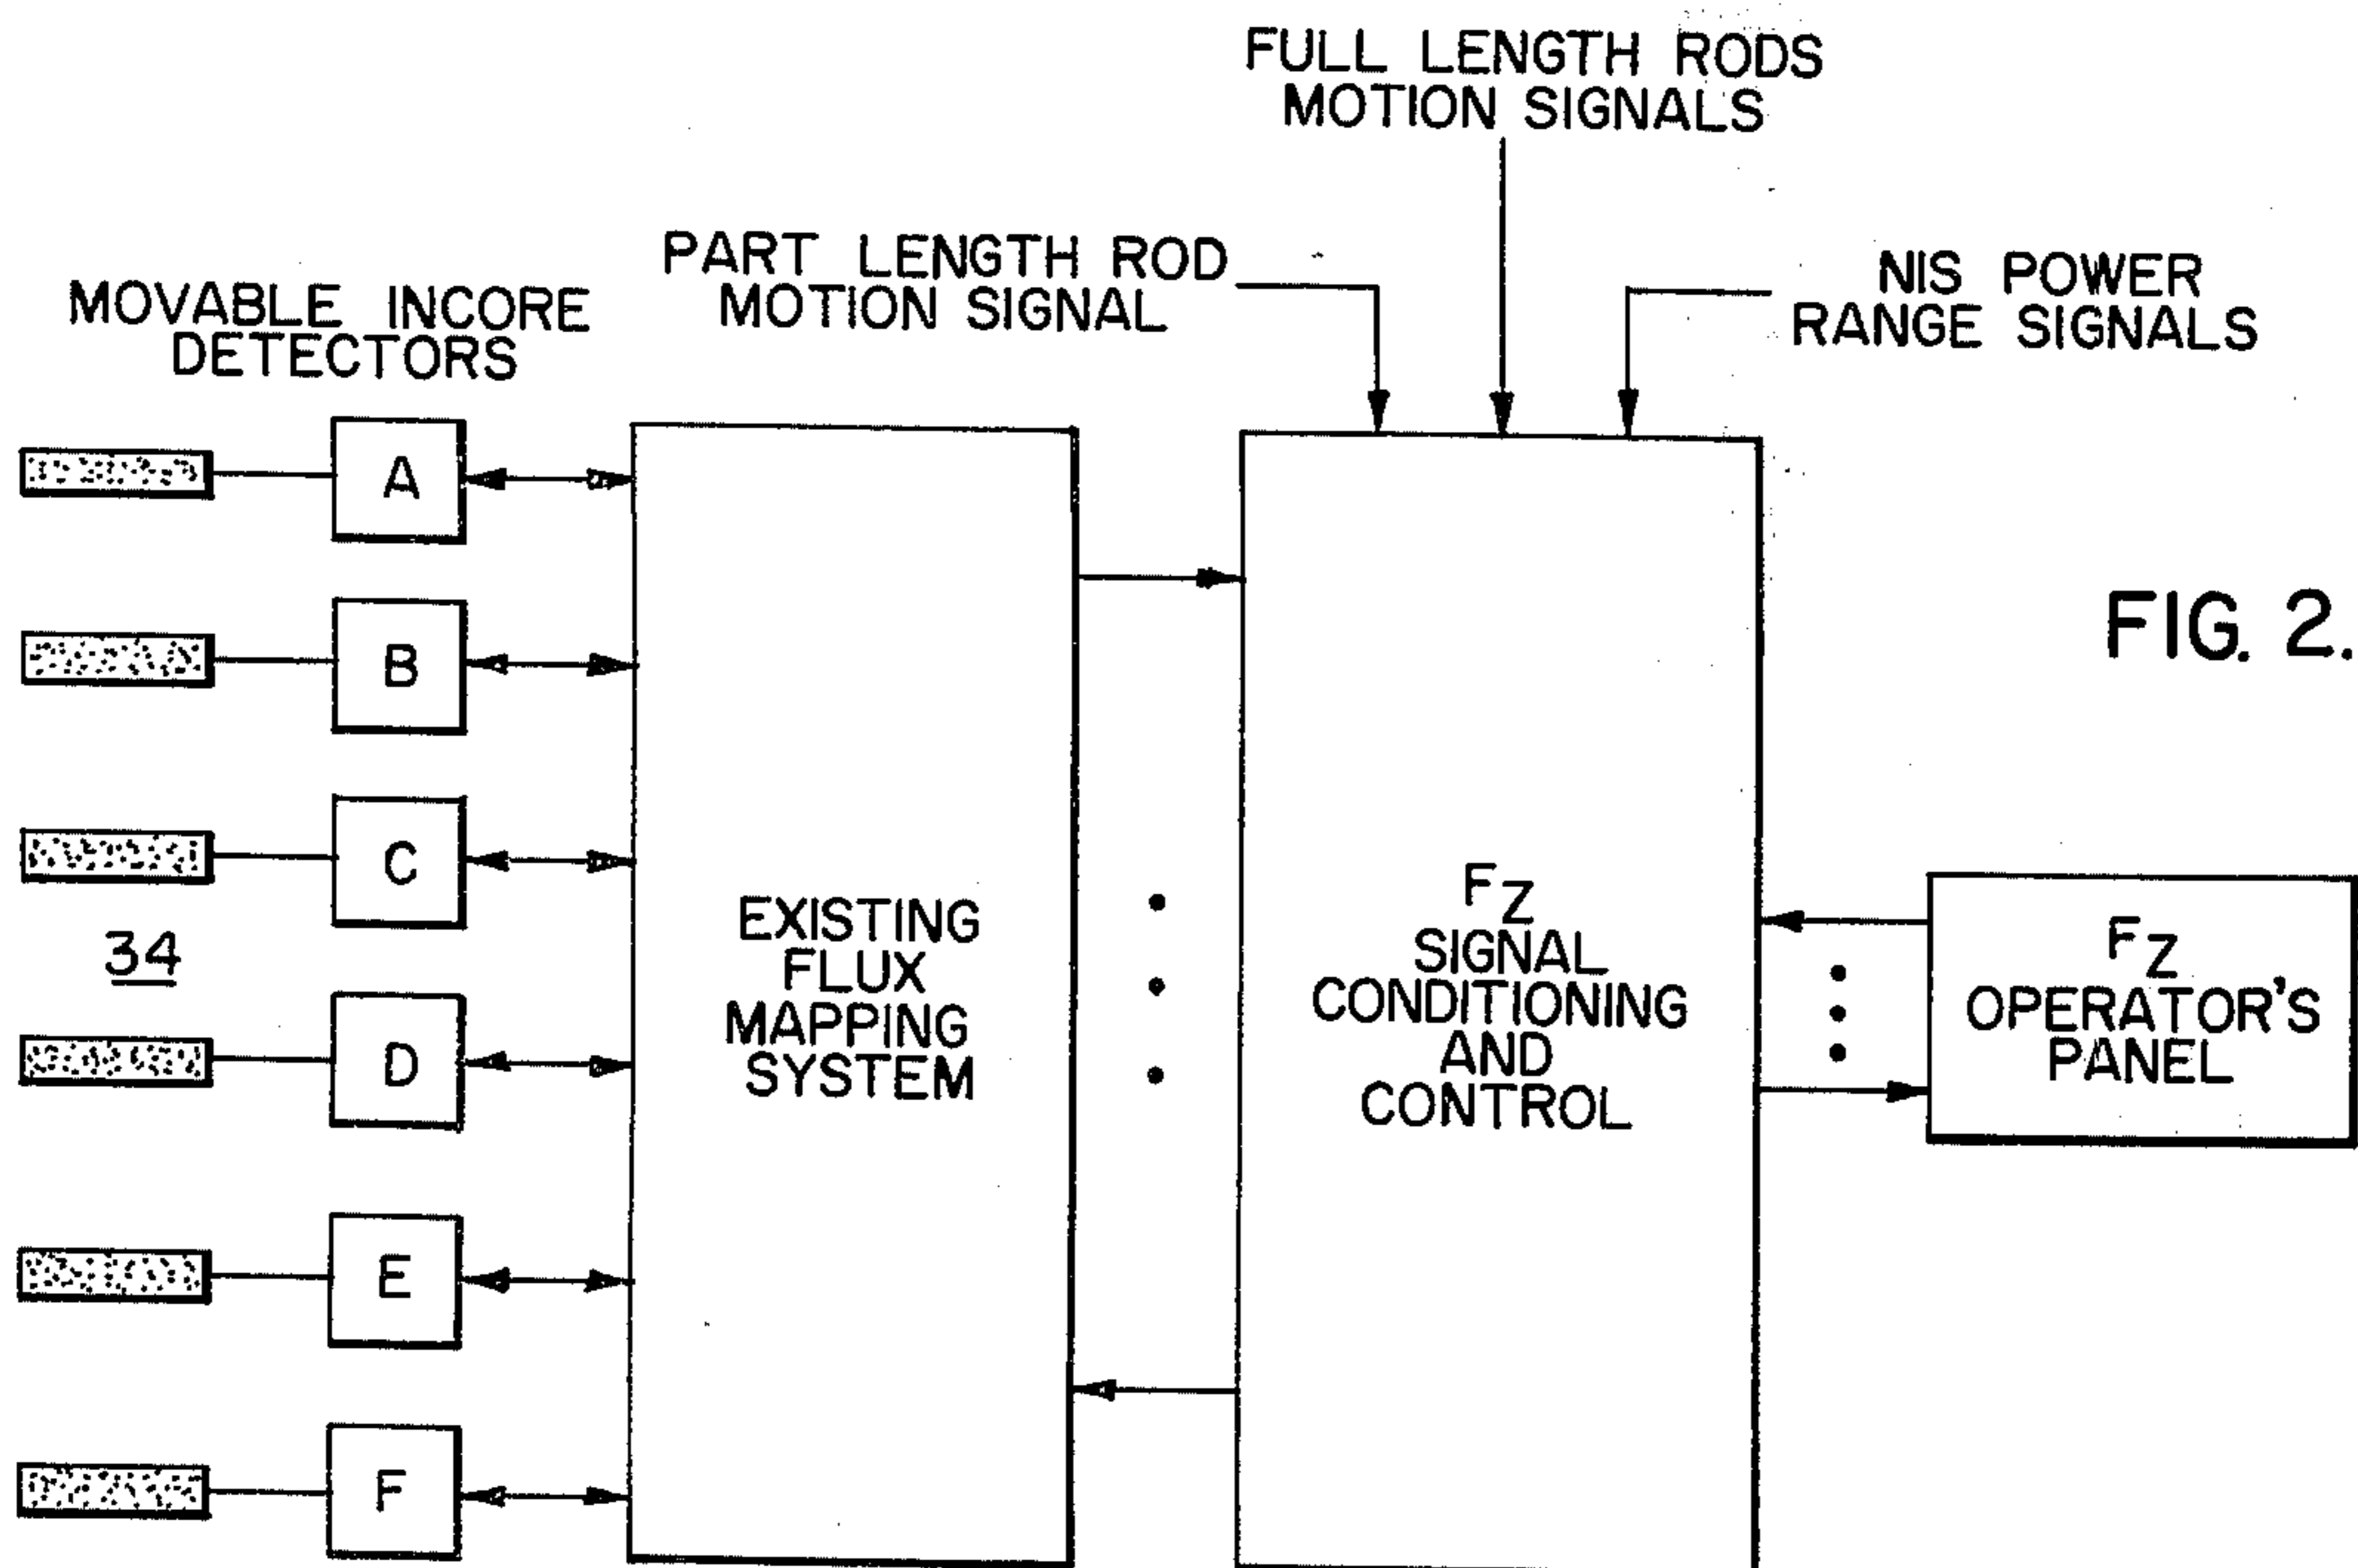 FULL LENGTH RODS
MOTION SIGNALS
PART LENGTH ROD
MOTION SIGNAL
NIS POWER
RANGE SIGNALS
MOVABLE INCORE
DETECTORS
A
B
C
34
D
E
F
EXISTING
FLUX
MAPPING
SYSTEM
FZ
SIGNAL
CONDITIONING
AND
CONTROL
FZ
OPERATOR'S
PANEL
FIG. 2.